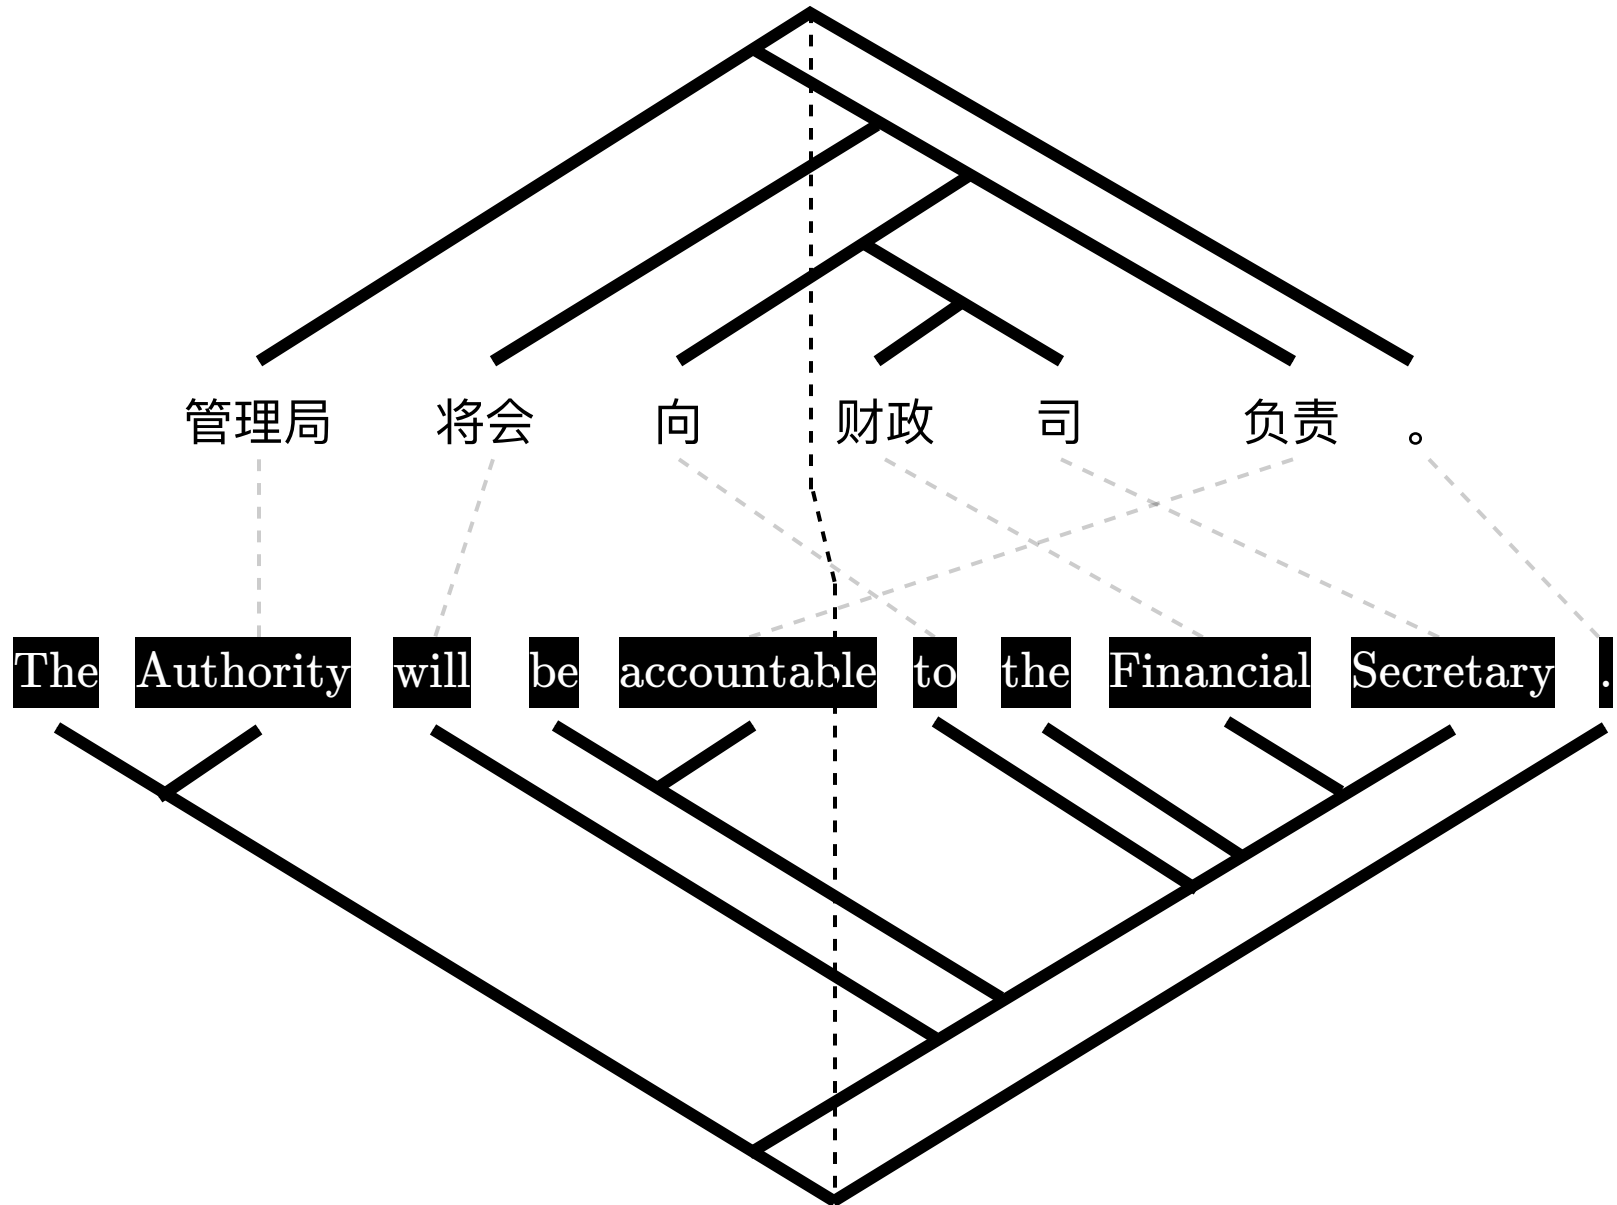 管理局 将会 向 财政 司 负责 。
The Authority will be accountable to the Financial Secretary .